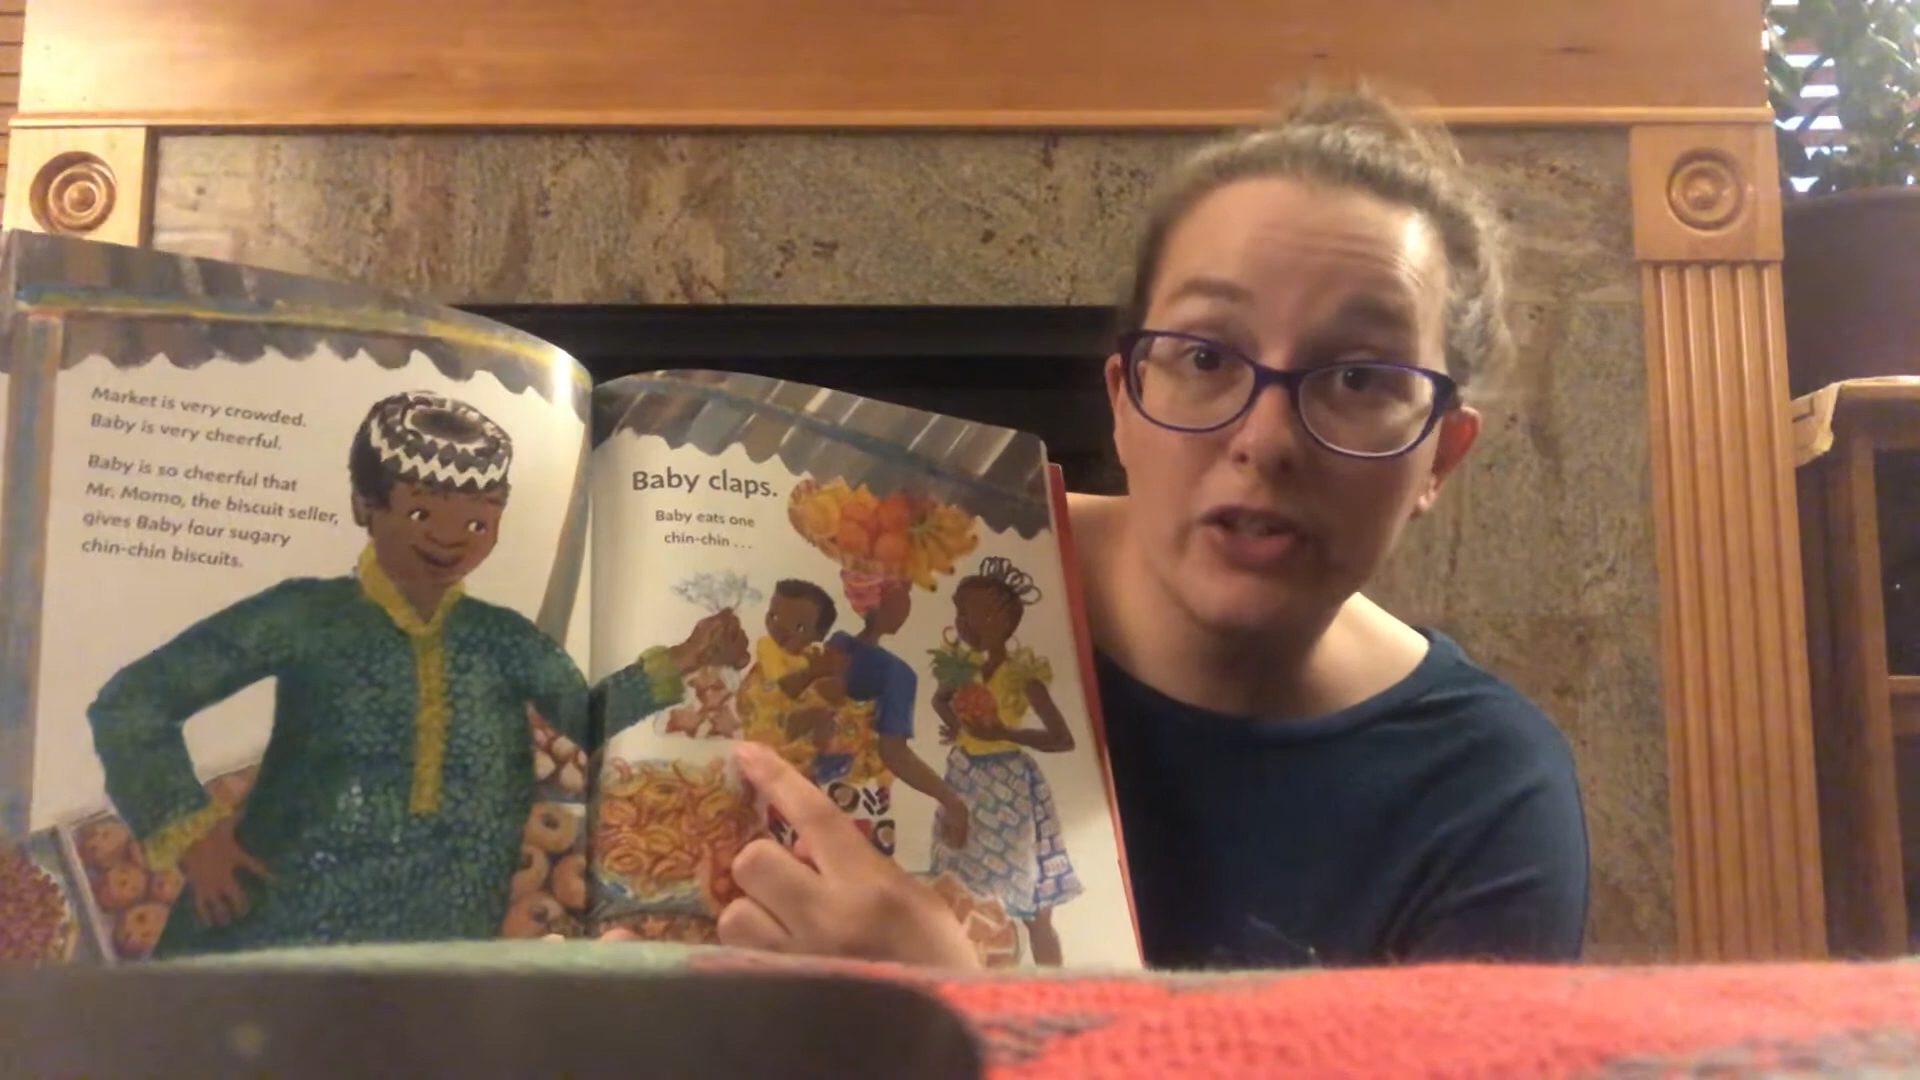 Market is very crowded.
Baby is very cheerful.
Baby is so cheerful that
Mr. Momo, the biscuit seller,
gives Baby four sugary
chin-chin biscuits.
Baby claps.
Baby eats one
chin-chin . . .